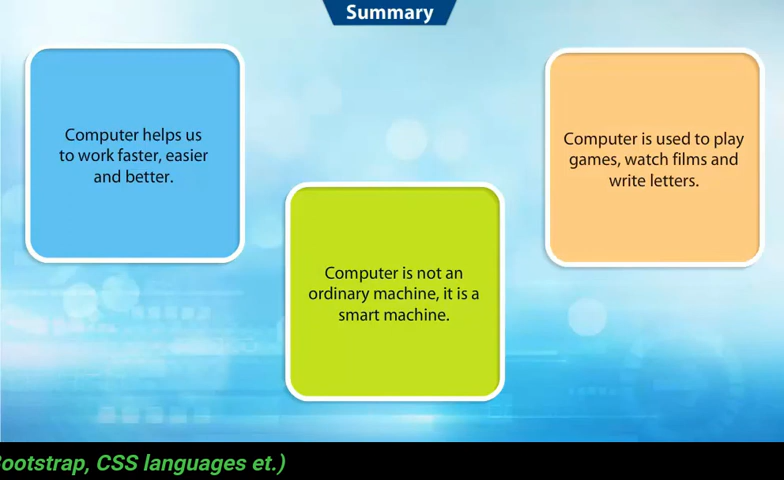 Summary
Computer helps us
to work faster, easier
and better.
Computer is not an
ordinary machine, it is a
smart machine.
Computer is used to play
games, watch films and
write letters.
CSS languages et.)